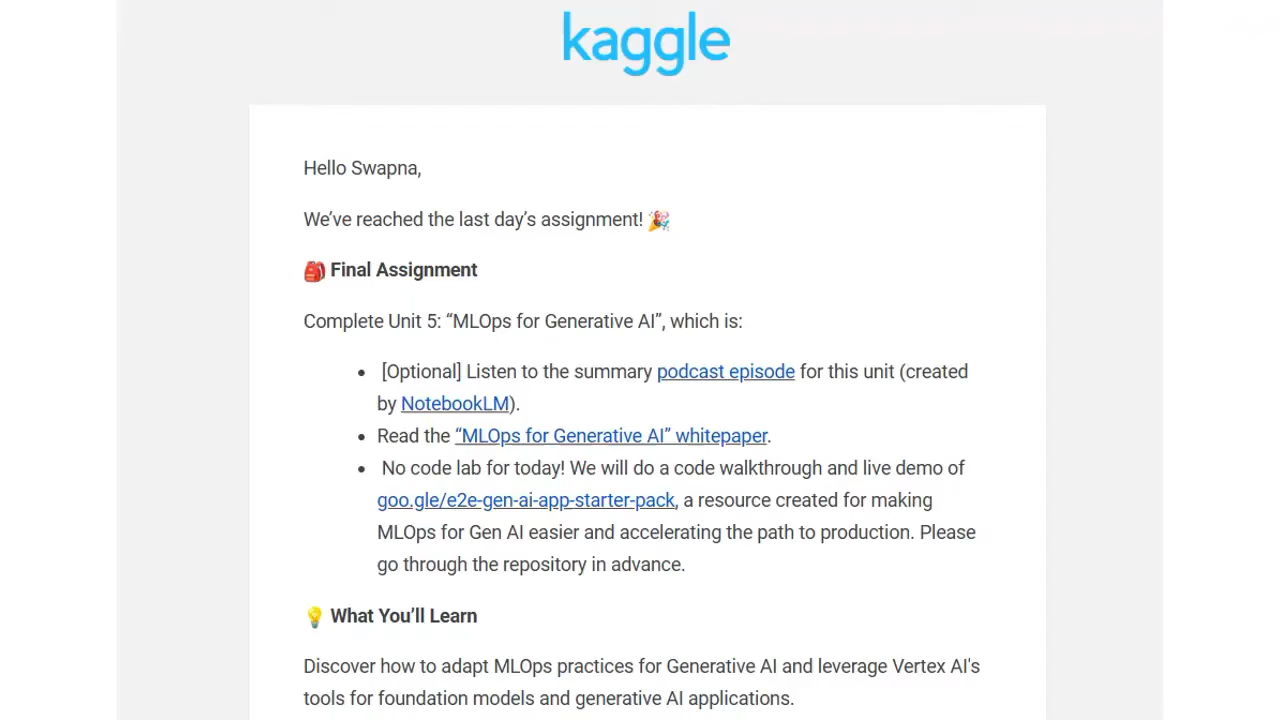 kaggle
Hello Swapna,
We’ve reached the last day’s assignment! 🎉
🎒 Final Assignment
Complete Unit 5: “MLOps for Generative AI”, which is:
• [Optional] Listen to the summary podcast episode for this unit (created
by NotebookLM).
• Read the “MLOps for Generative AI” whitepaper.
• No code lab for today! We will do a code walkthrough and live demo of
goo.gle/e2e-gen-ai-app-starter-pack, a resource created for making
MLOps for Gen AI easier and accelerating the path to production. Please
go through the repository in advance.
💡 What You’ll Learn
Discover how to adapt MLOps practices for Generative AI and leverage Vertex AI's
tools for foundation models and generative AI applications.